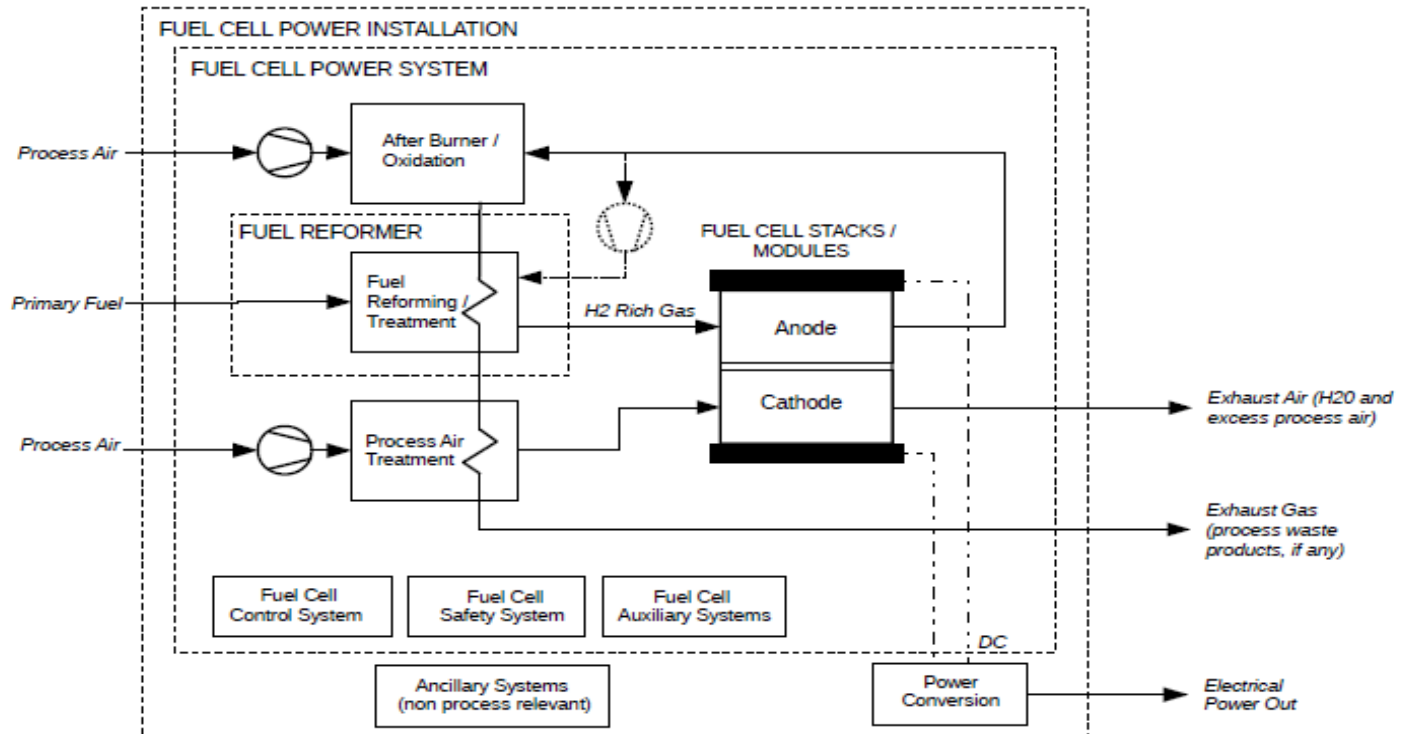 FUEL CELL POWER INSTALLATION
FUEL CELL POWER SYSTEM
Process Air
After Burner /
Oxidation
FUEL REFORMER
FUEL CELL STACKS /
MODULES
Primary Fuel
Fuel
Reforming /
Treatment
H2 Rich Gas
Anode
Cathode
Exhaust Air (H20 and
excess process air)
Process Air
Process Air
Treatment
Exhaust Gas
(process waste
products, if any)
Fuel Cell
Control System
Fuel Cell
Safety System
Fuel Cell
Auxiliary Systems
DC
Ancillary Systems
(non process relevant)
Power
Conversion
Electrical
Power Out